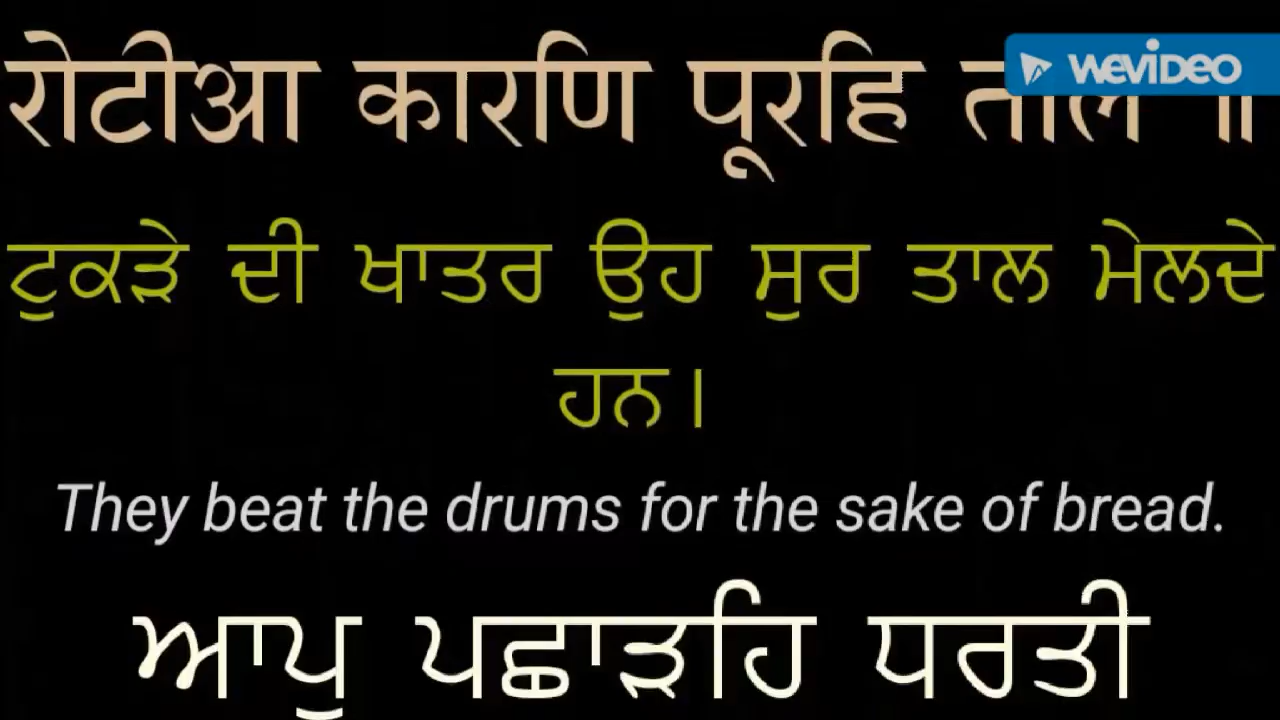 रोटीआ कारणि पूरहि ताल ॥
WEVIDEO
ਟੁਕੜੇ ਦੀ ਖਾਤਰ ਉਹ ਸੁਰ ਤਾਲ ਮੇਲਦੇ
ਹਨ।
They beat the drums for the sake of bread.
ਆਪੁ ਪਛਾੜਹਿ ਧਰਤੀ